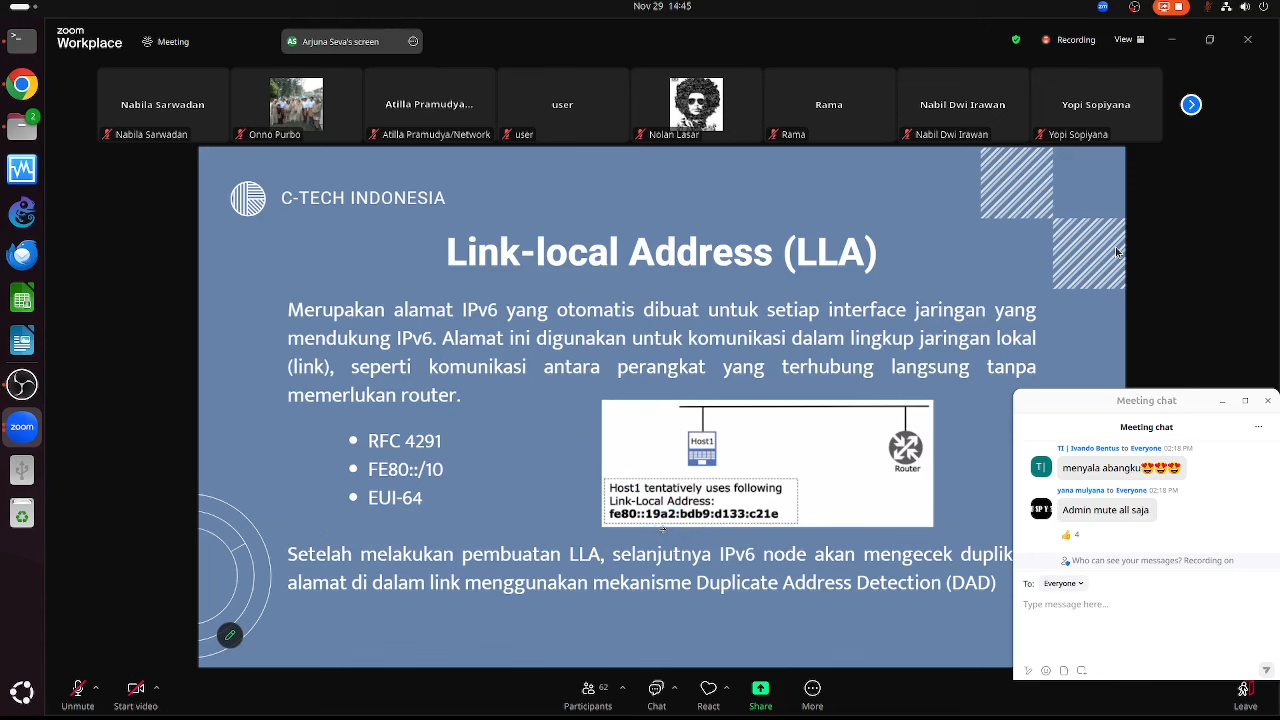 Nov 29 14:45
zoom
Workplace
Meeting
AS Arjuna Seva's screen
Recording
View
Nabila Sarwadan
Atilla Pramudya...
user
Rama
Nabil Dwi Irawan
Yopi Sopiyana
Nabila Sarwadan
Onno Purbo
Atilla Pramudya/Network
user
Nolan Lasar
Rama
Nabil Dwi Irawan
Yopi Sopiyana
2
C-TECH INDONESIA
Link-local Address (LLA)
Merupakan alamat IPv6 yang otomatis dibuat untuk setiap interface jaringan yang
mendukung IPv6. Alamat ini digunakan untuk komunikasi dalam lingkup jaringan lokal
(link), seperti komunikasi antara perangkat yang terhubung langsung tanpa
memerlukan router.
• RFC 4291
• FE80::/10
• EUI-64
Host1
Router
Host1 tentatively uses following
Link-Local Address:
fe80::19a2:bdb9:d133:c21e
Setelah melakukan pembuatan LLA, selanjutnya IPv6 node akan mengecek duplik
alamat di dalam link menggunakan mekanisme Duplicate Address Detection (DAD)
Meeting chat
Meeting chat
TI | Ivando Bentus to Everyone 02:18 PM
T|
menyala abangku😍😍😍
yana mulyana to Everyone 02:18 PM
Admin mute all saja
👍 4
Who can see your messages? Recording on
To: Everyone
Type message here...
zoom
zm
Unmute
Start video
62
Participants
Chat
React
Share
More
Leave